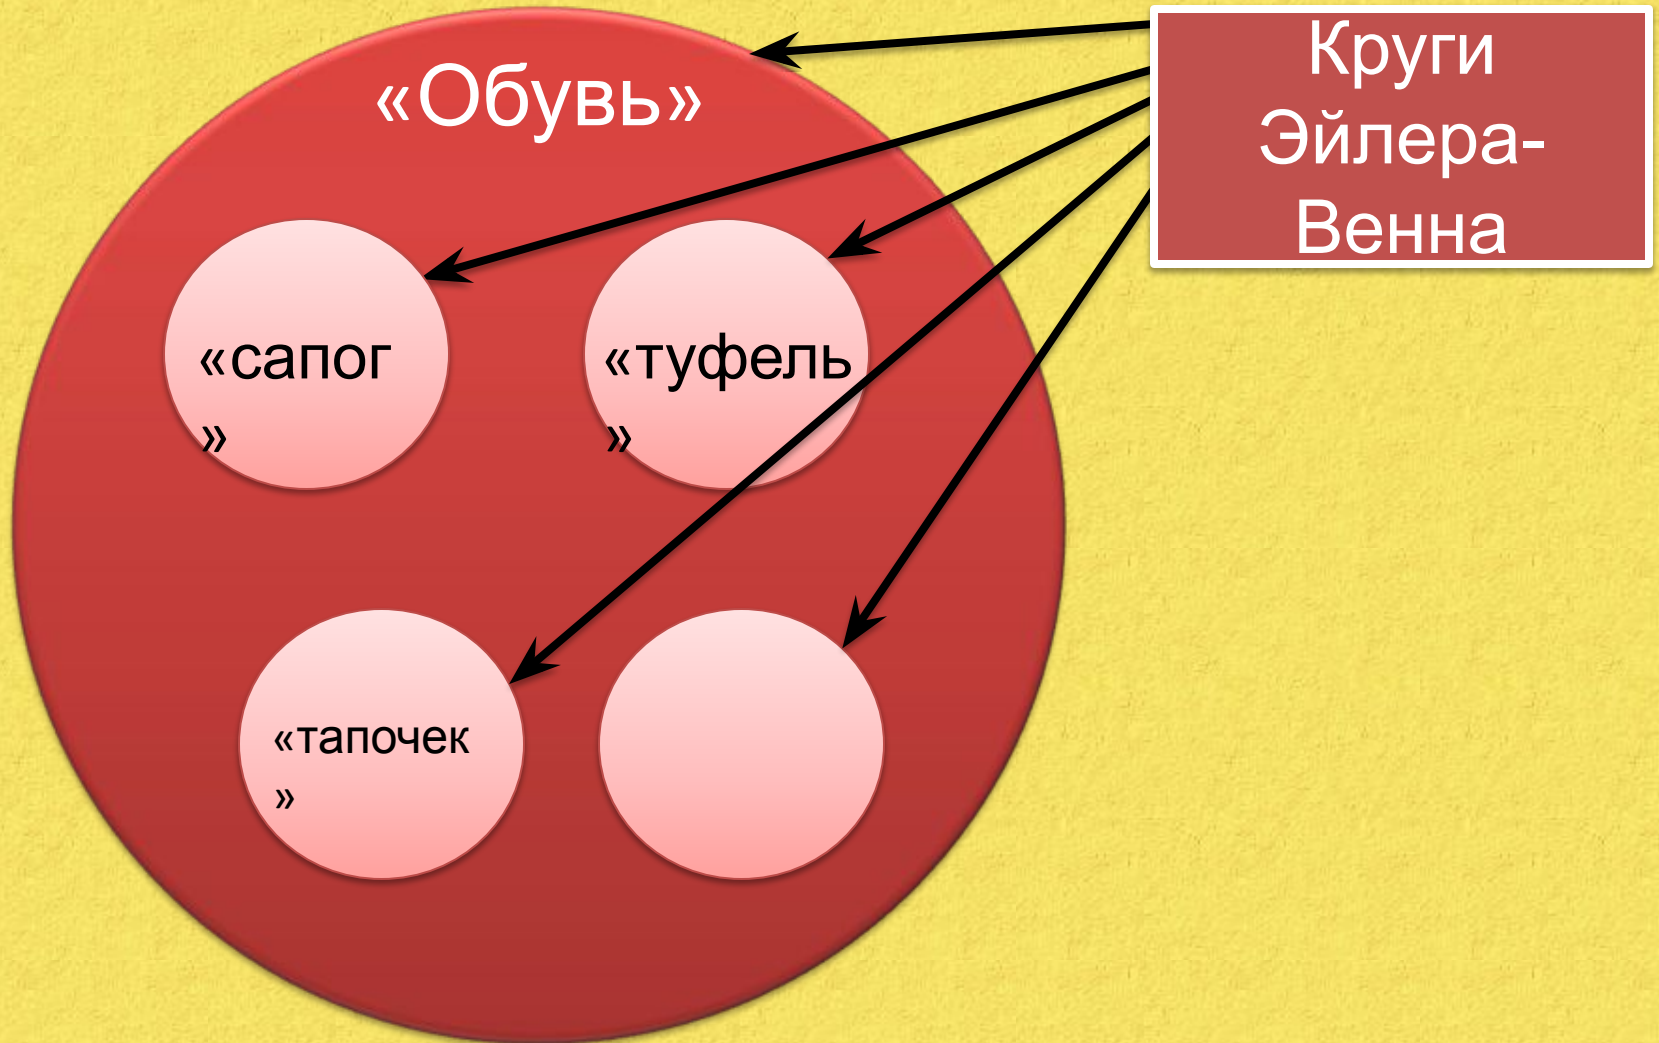 «Обувь»
Круги
Эйлера-
Венна
«сапог
»
«туфель
»
«тапочек
»